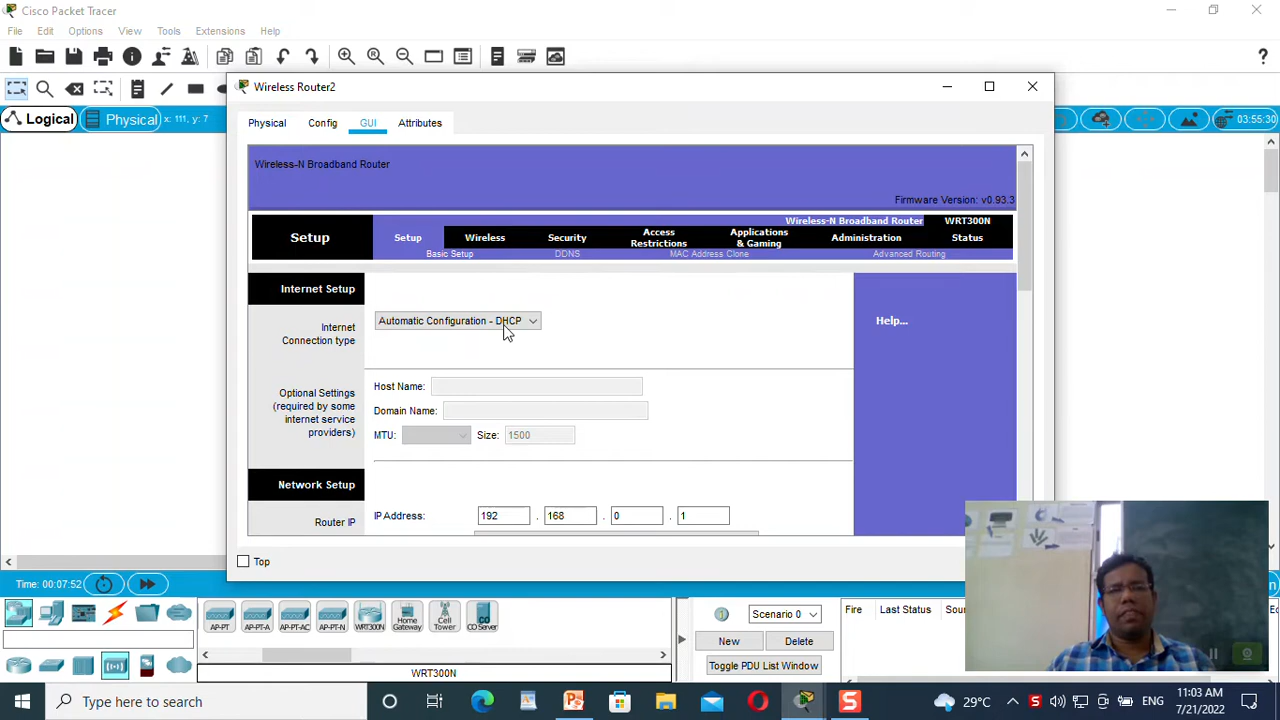 Cisco Packet Tracer
File Edit Options View Tools Extensions Help
Logical Physical x: 111, y: 7
03:55:30
Wireless Router2
Physical Config GUI Attributes
Wireless-N Broadband Router
Firmware Version: v0.93.3
Wireless-N Broadband Router WRT300N
Setup
Setup Wireless Security Access Restrictions Applications & Gaming Administration Status
Basic Setup DDNS MAC Address Clone Advanced Routing
Internet Setup
Internet
Connection type
Automatic Configuration - DHCP
Help...
Optional Settings
(required by some
internet service
providers)
Host Name:
Domain Name:
MTU: Size: 1500
Network Setup
Router IP
IP Address: 192 . 168 . 0 . 1
Top
Time: 00:07:52
AP-PT AP-PT-A AP-PT-AC AP-PT-N WRT300N Home Gateway Cell Tower CO Server
WRT300N
Scenario 0
New Delete
Toggle PDU List Window
Fire Last Status Sou
Type here to search
29°C
ENG
11:03 AM
7/21/2022